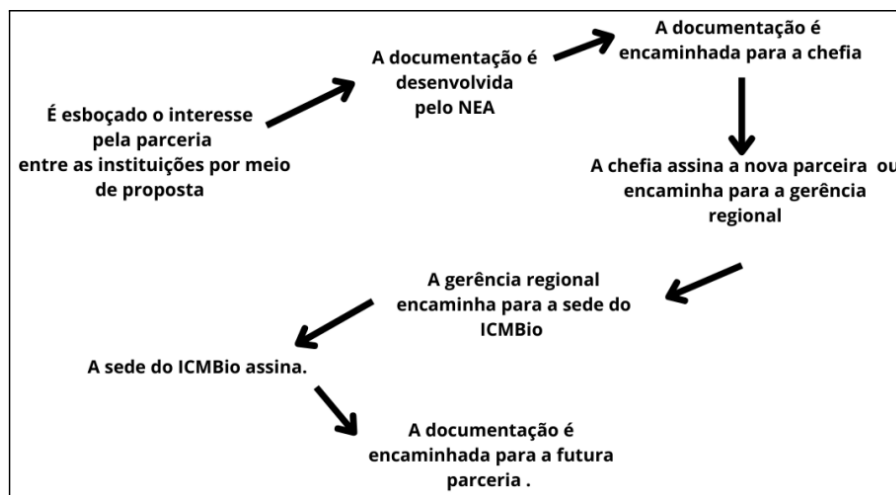 É esboçado o interesse
pela parceria
entre as instituições por meio
de proposta
A documentação é
desenvolvida
pelo NEA
A documentação é
encaminhada para a chefia
A chefia assina a nova parceira ou
encaminha para a gerência
regional
A gerência regional
encaminha para a sede do
ICMBio
A sede do ICMBio assina.
A documentação é
encaminhada para a futura
parceria .